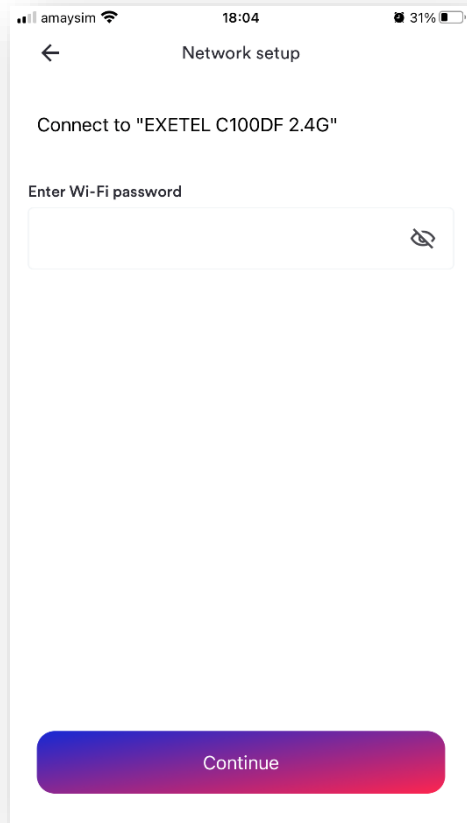 amaysim 18:04 31%
Network setup
Connect to "EXETEL C100DF 2.4G"
Enter Wi-Fi password
Continue